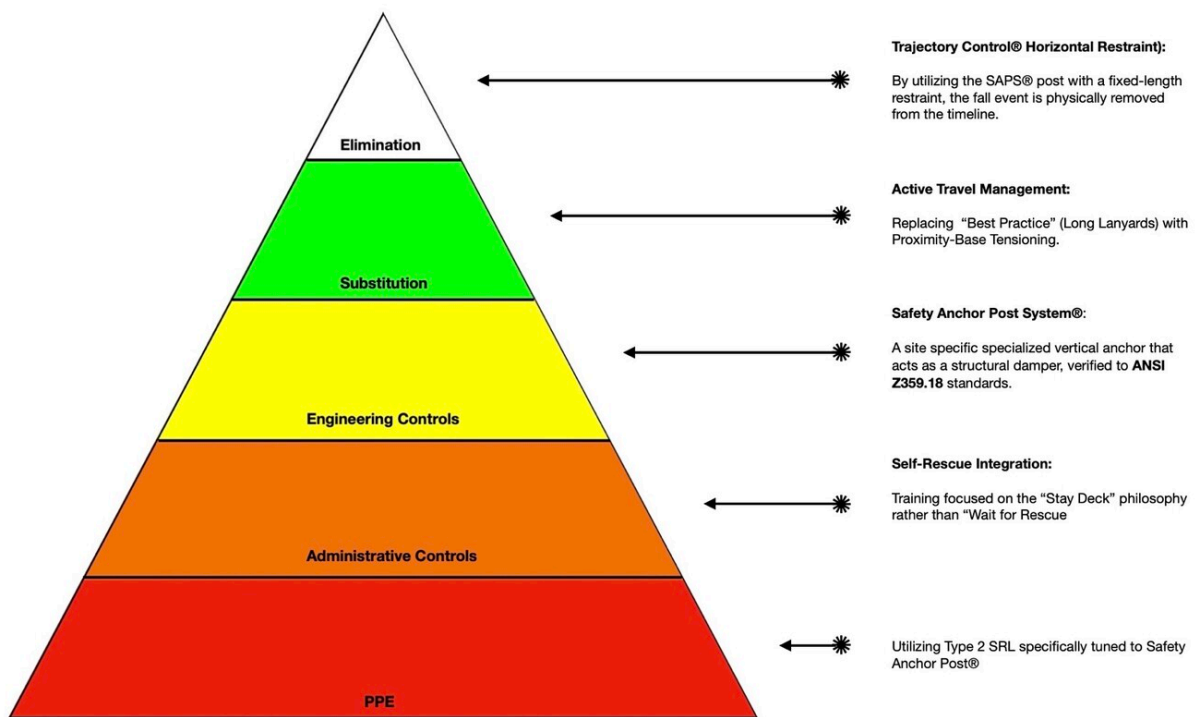 Trajectory Control® Horizontal Restraint):
By utilizing the SAPS® post with a fixed-length
restraint, the fall event is physically removed
from the timeline.
Elimination
Active Travel Management:
Replacing “Best Practice” (Long Lanyards) with
Proximity-Base Tensioning.
Substitution
Safety Anchor Post System®:
A site specific specialized vertical anchor that
acts as a structural damper, verified to ANSI
Z359.18 standards.
Engineering Controls
Self-Rescue Integration:
Training focused on the “Stay Deck” philosophy
rather than “Wait for Rescue
Administrative Controls
Utilizing Type 2 SRL specifically tuned to Safety
Anchor Post®
PPE